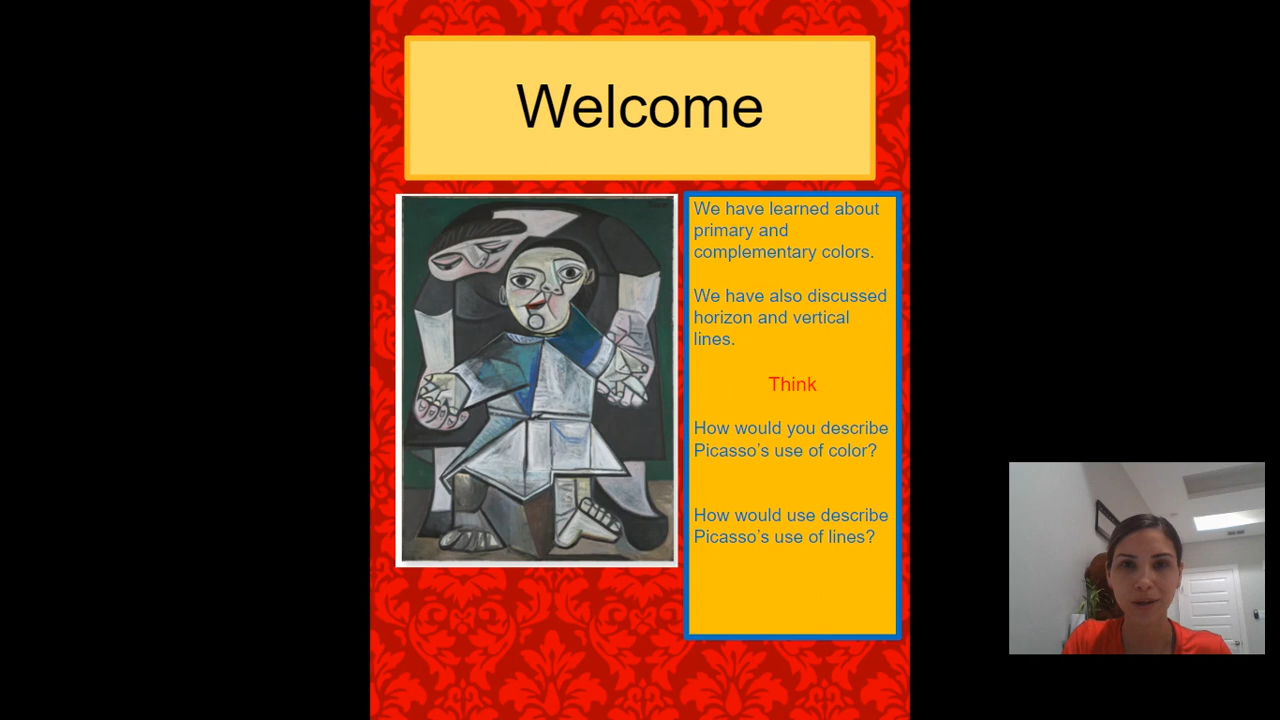 Welcome
We have learned about
primary and
complementary colors.
We have also discussed
horizon and vertical
lines.
Think
How would you describe
Picasso's use of color?
How would use describe
Picasso's use of lines?